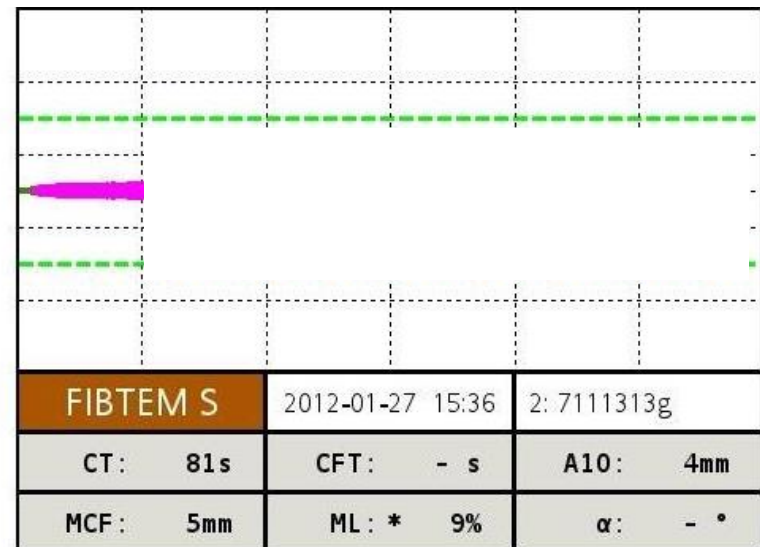 FIBTEM S 2012-01-27 15:36 2: 7111313g
CT: 81s CFT: - s A10: 4mm
MCF: 5mm ML: * 9% α: - °